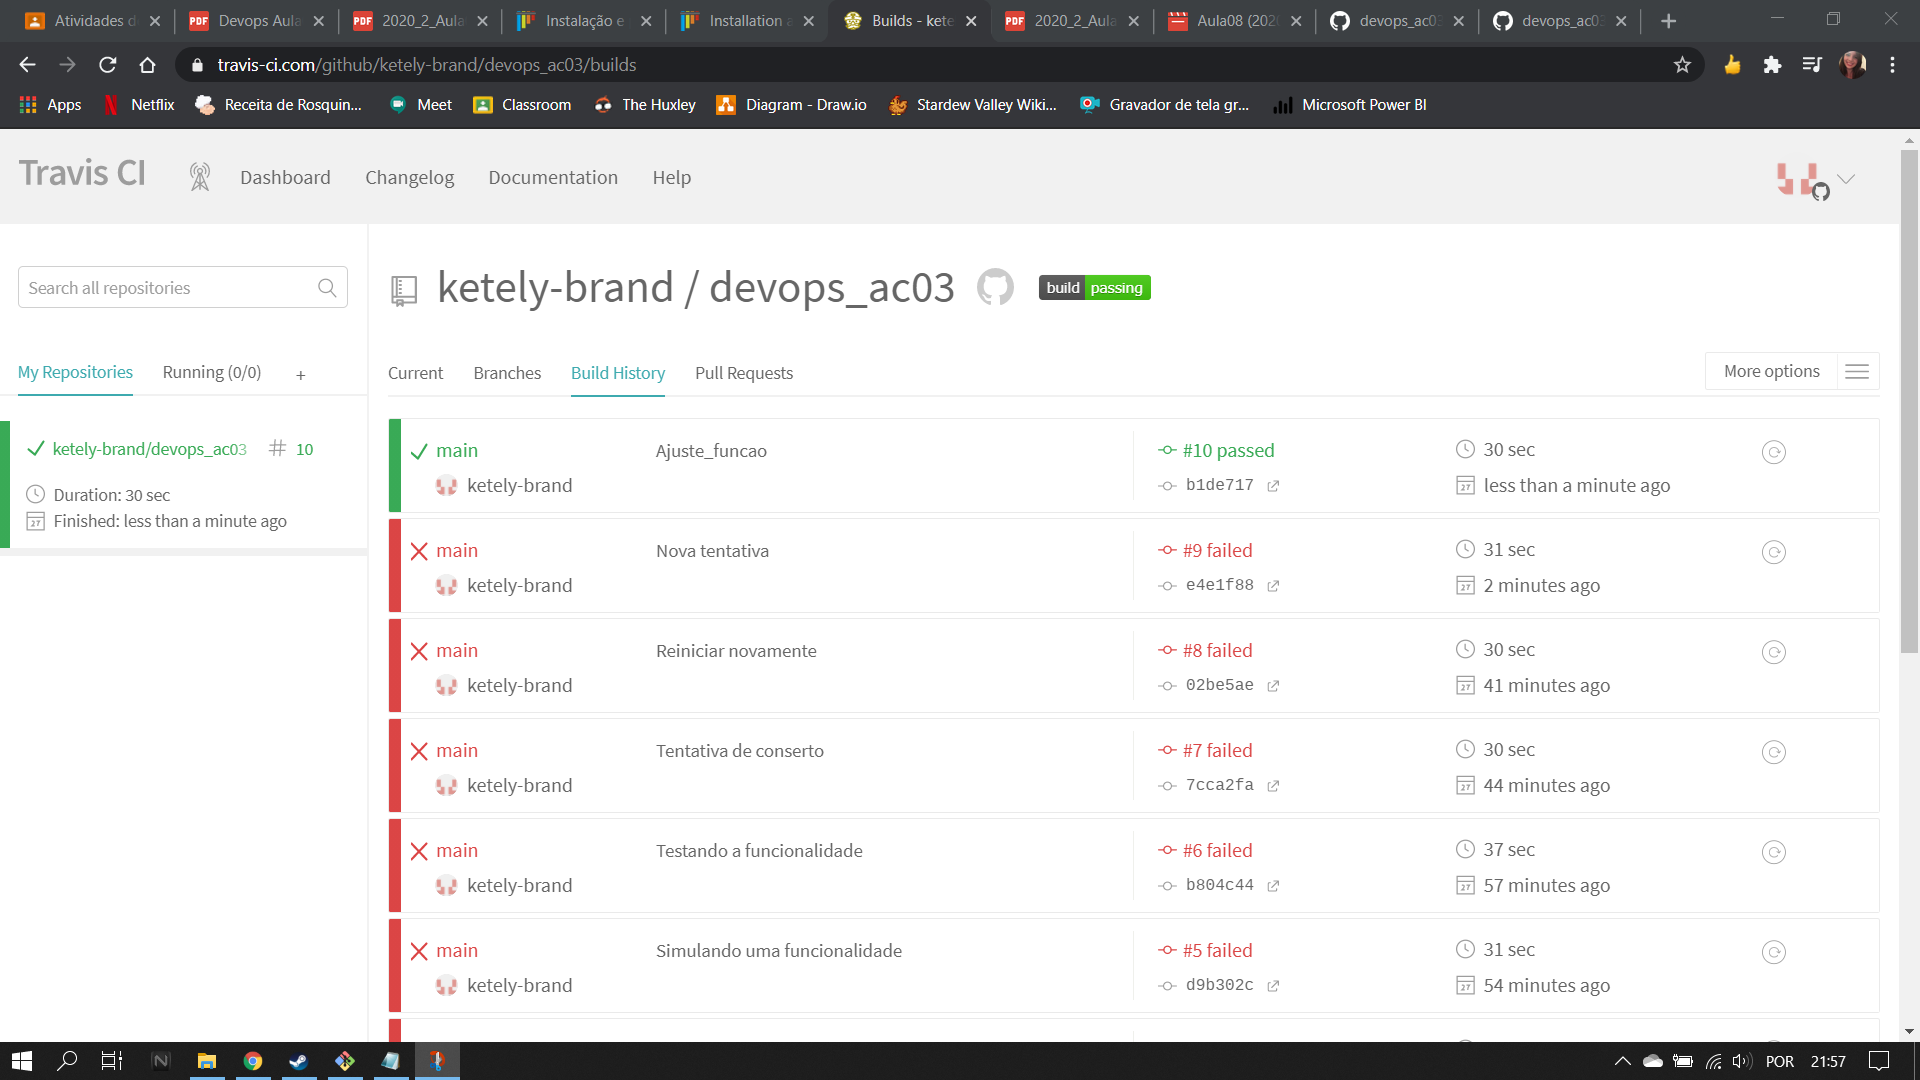 Atividades d
Devops Aula
2020_2_Aula
Instalação e
Installation a
Builds - kete
2020_2_Aula
Aula08 (202
devops_ac03
devops_ac03
travis-ci.com/github/ketely-brand/devops_ac03/builds
Apps Netflix Receita de Rosquin... Meet Classroom The Huxley Diagram - Draw.io Stardew Valley Wiki... Gravador de tela gr... Microsoft Power BI
Travis CI Dashboard Changelog Documentation Help
Search all repositories
My Repositories Running (0/0) +
ketely-brand/devops_ac03 # 10
Duration: 30 sec
Finished: less than a minute ago
ketely-brand / devops_ac03 build passing
Current Branches Build History Pull Requests More options
main Ajuste_funcao #10 passed 30 sec
ketely-brand b1de717 less than a minute ago
main Nova tentativa #9 failed 31 sec
ketely-brand e4e1f88 2 minutes ago
main Reiniciar novamente #8 failed 30 sec
ketely-brand 02be5ae 41 minutes ago
main Tentativa de conserto #7 failed 30 sec
ketely-brand 7cca2fa 44 minutes ago
main Testando a funcionalidade #6 failed 37 sec
ketely-brand b804c44 57 minutes ago
main Simulando uma funcionalidade #5 failed 31 sec
ketely-brand d9b302c 54 minutes ago
POR 21:57